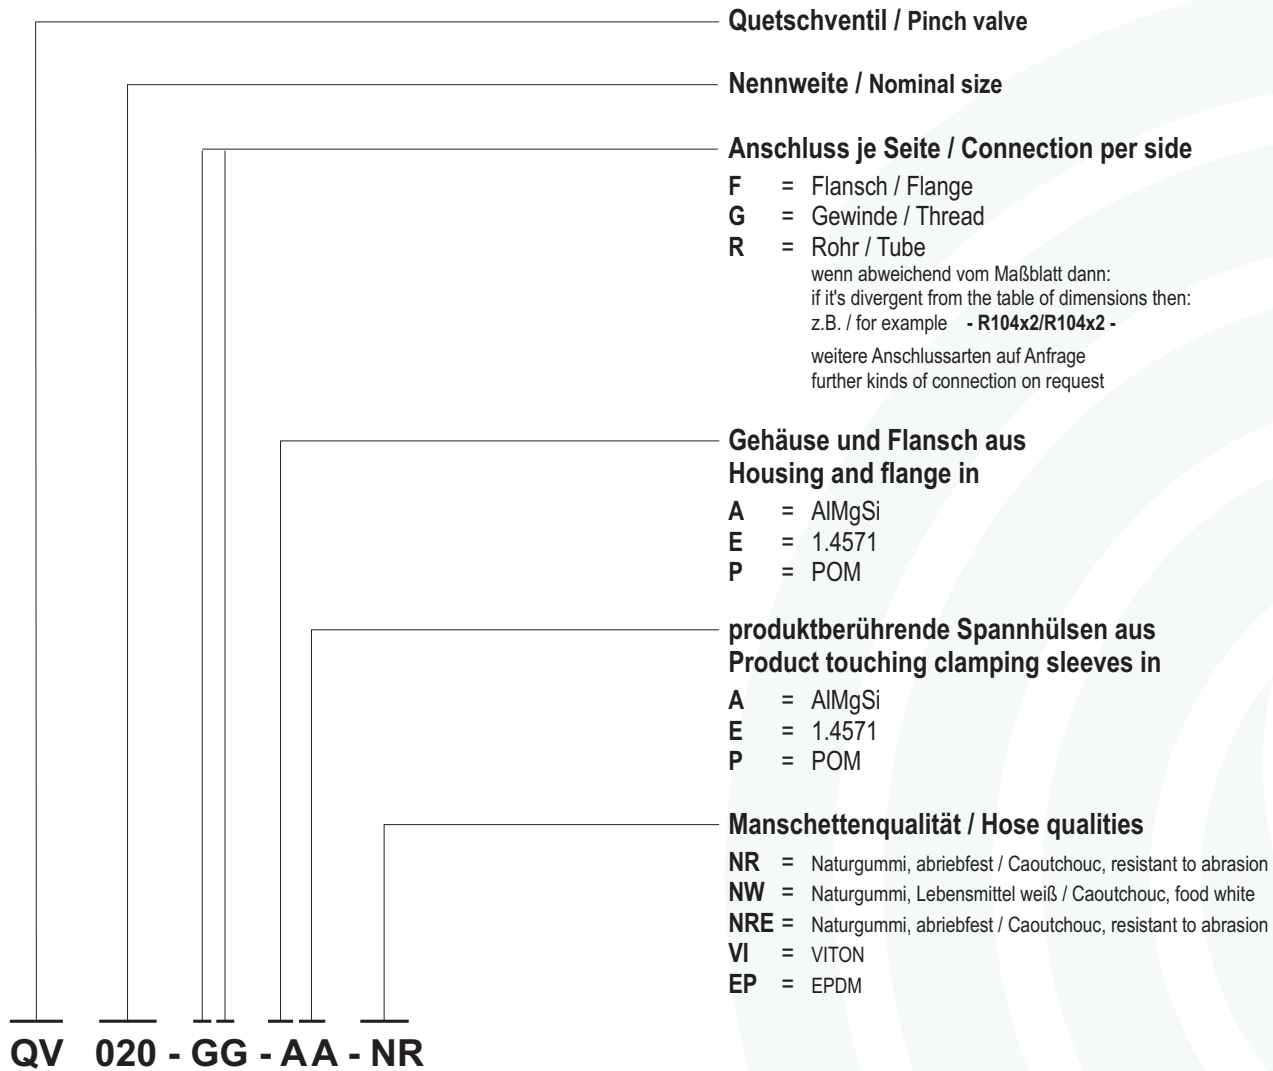 Quetschventil / Pinch valve
Nennweite / Nominal size
Anschluss je Seite / Connection per side
F = Flansch / Flange
G = Gewinde / Thread
R = Rohr / Tube
wenn abweichend vom Maßblatt dann:
if it's divergent from the table of dimensions then:
z.B. / for example - R104x2/R104x2 -
weitere Anschlussarten auf Anfrage
further kinds of connection on request
Gehäuse und Flansch aus
Housing and flange in
A = AlMgSi
E = 1.4571
P = POM
produktberührende Spannhülsen aus
Product touching clamping sleeves in
A = AlMgSi
E = 1.4571
P = POM
Manschettenqualität / Hose qualities
NR = Naturgummi, abriebfest / Caoutchouc, resistant to abrasion
NW = Naturgummi, Lebensmittel weiß / Caoutchouc, food white
NRE = Naturgummi, abriebfest / Caoutchouc, resistant to abrasion
VI = VITON
EP = EPDM
QV 020 - GG - AA - NR